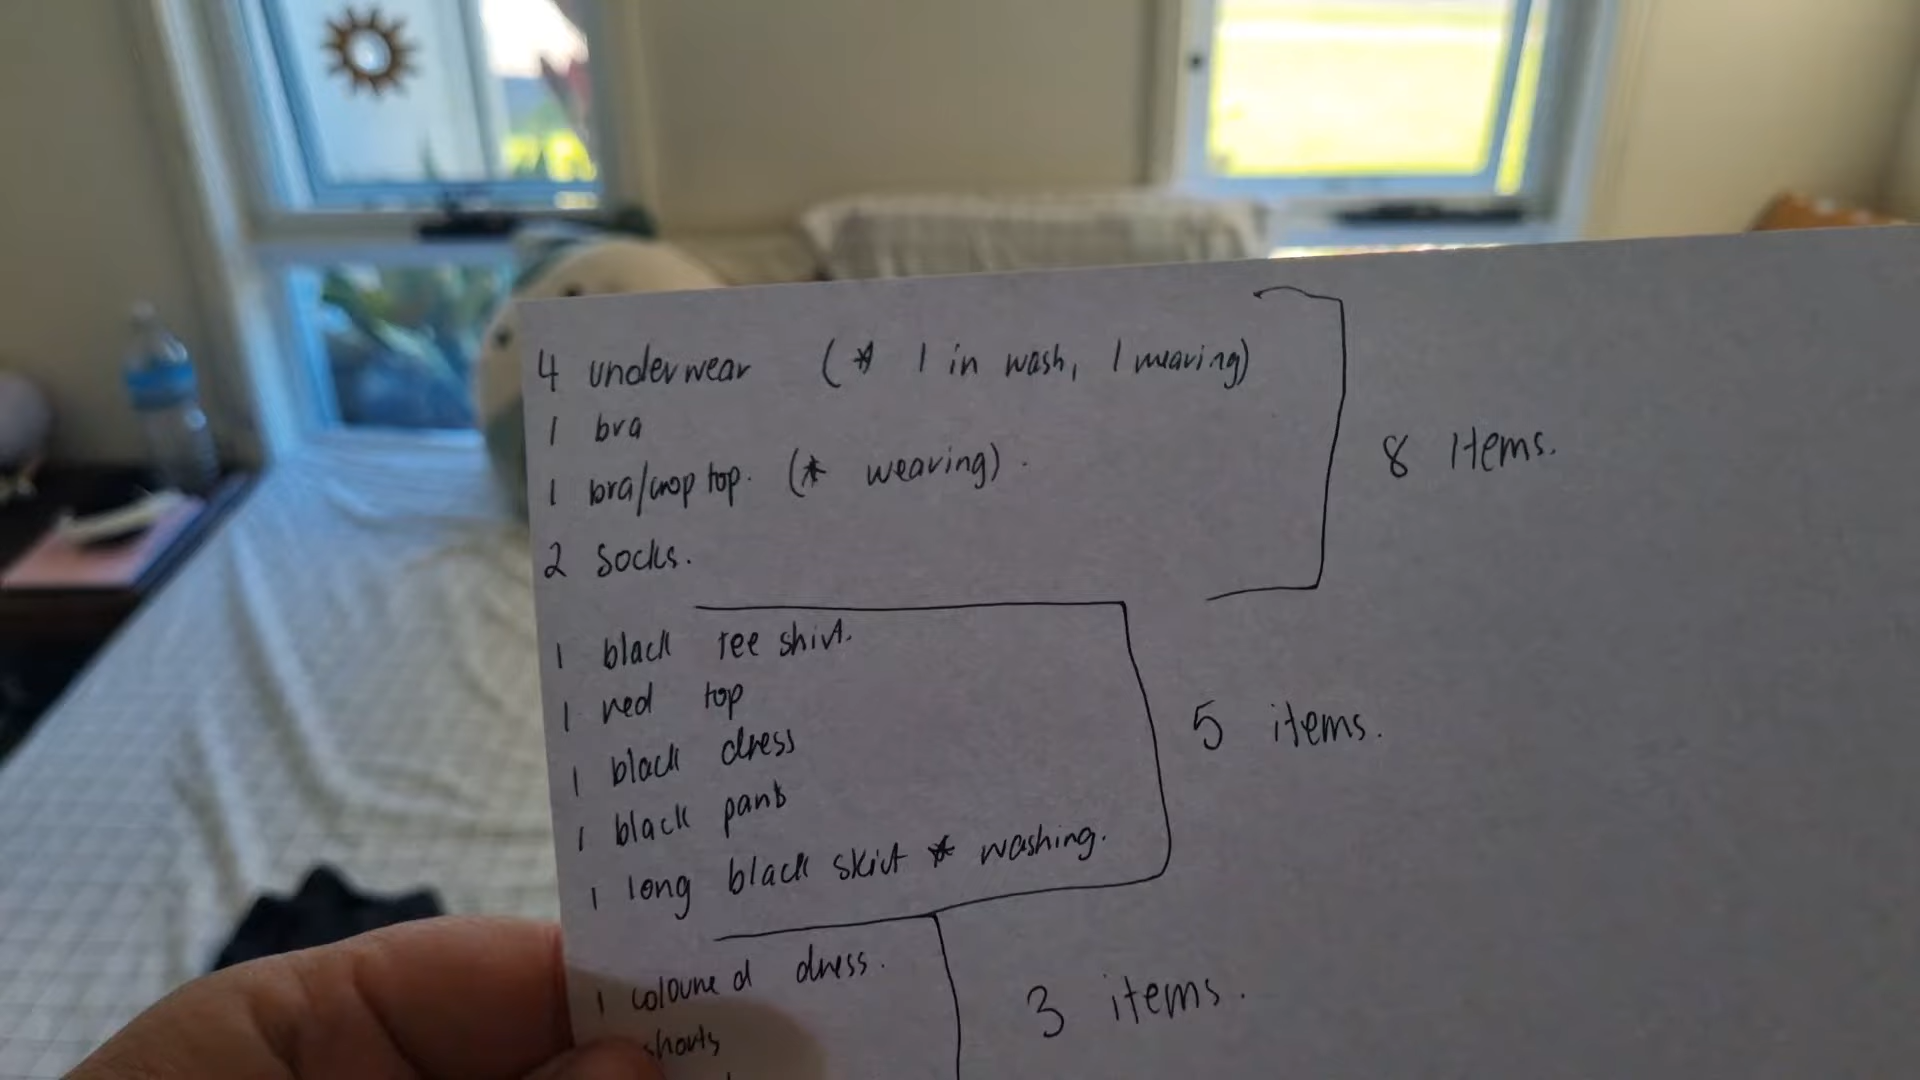 4 underwear (* 1 in wash, 1 wearing)
1 bra
1 bra/crop top. (* wearing).
8 Items.
2 Socks.
1 black tee shirt.
1 red top
1 black dress
5 items.
1 black pants
1 long black skirt * washing.
1 coloured dress.
3 items.
shorts